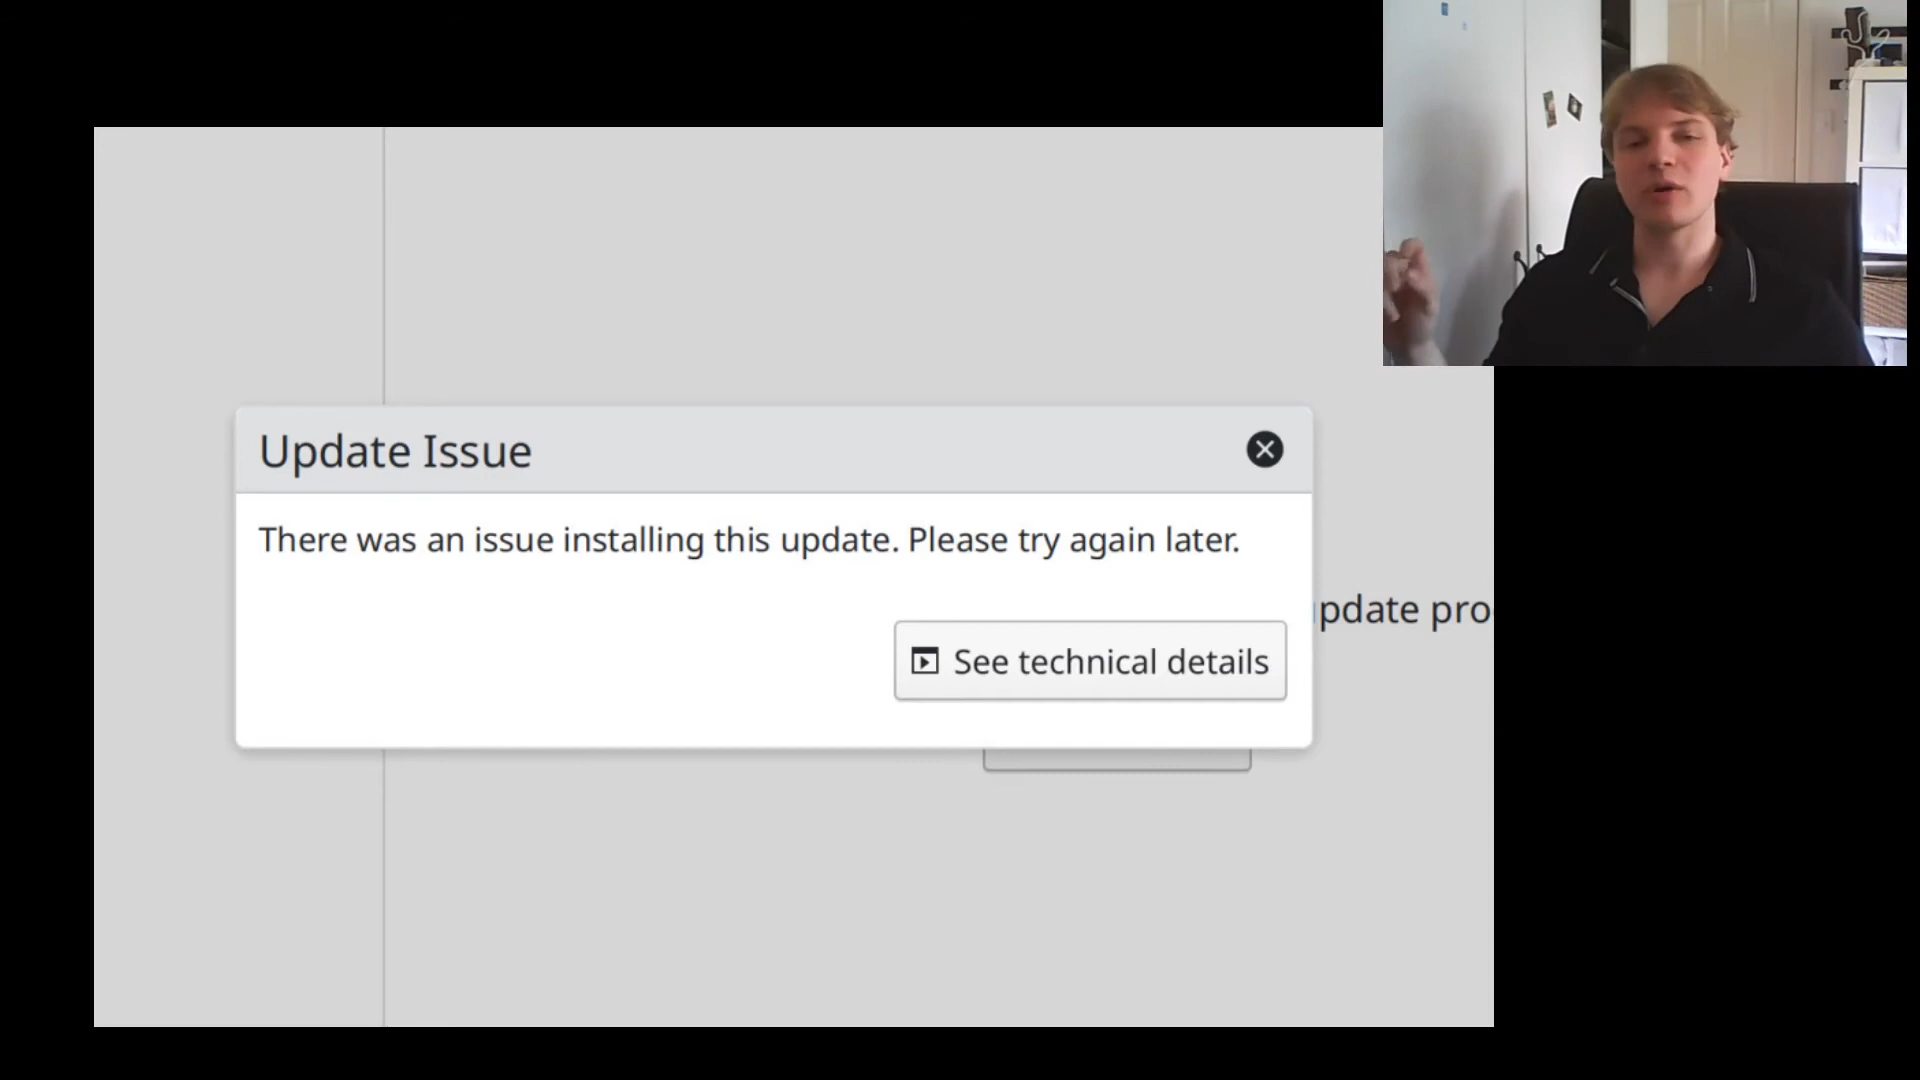 Update Issue
There was an issue installing this update. Please try again later.
pdate pro
See technical details